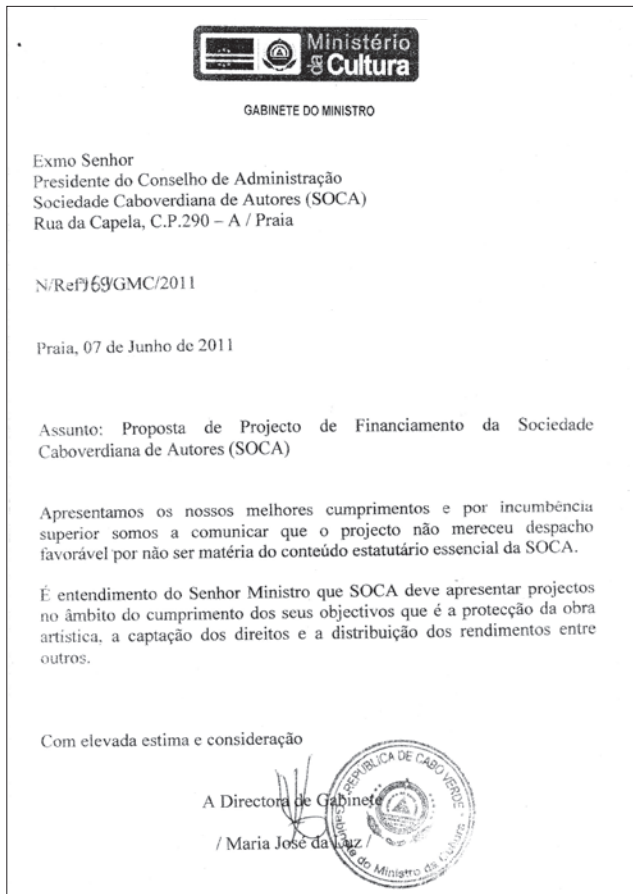 Ministério
da Cultura
GABINETE DO MINISTRO
Exmo Senhor
Presidente do Conselho de Administração
Sociedade Caboverdiana de Autores (SOCA)
Rua da Capela, C.P.290 – A / Praia
N/Ref 169/GMC/2011
Praia, 07 de Junho de 2011
Assunto: Proposta de Projecto de Financiamento da Sociedade
Caboverdiana de Autores (SOCA)
Apresentamos os nossos melhores cumprimentos e por incumbência
superior somos a comunicar que o projecto não mereceu despacho
favorável por não ser matéria do conteúdo estatutário essencial da SOCA.
É entendimento do Senhor Ministro que SOCA deve apresentar projectos
no âmbito do cumprimento dos seus objectivos que é a protecção da obra
artistica, a captação dos direitos e a distribuição dos rendimentos entre
outros.
Com elevada estima e consideração
A Directora de Gabinete
/ Maria José da Luz /
REPUBLICA DE CABO VERDE
Gabinete do Ministro da Cultura